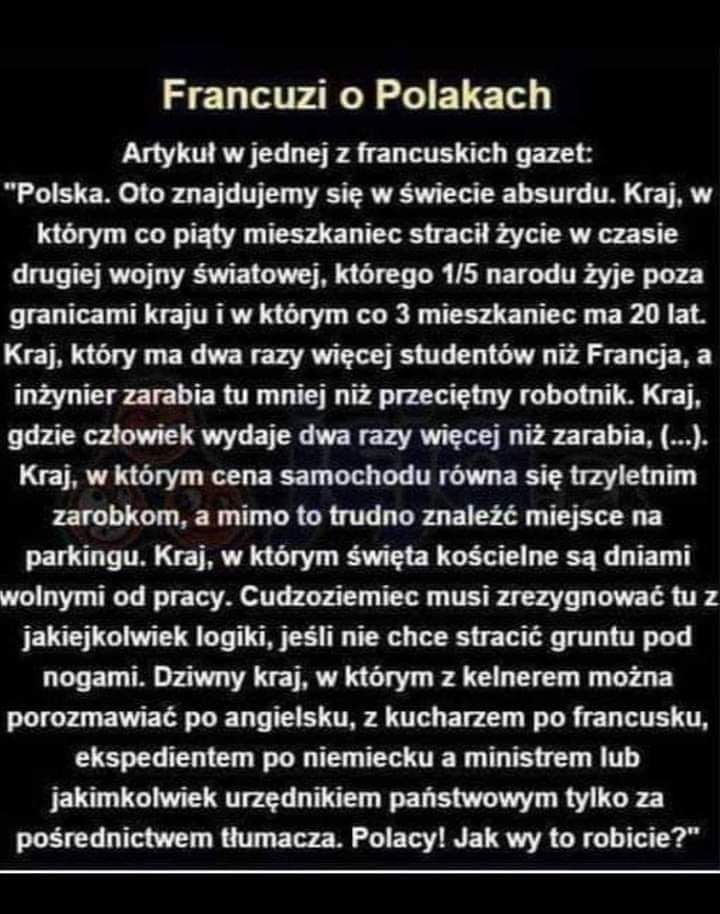 Francuzi o Polakach
Artykuł w jednej z francuskich gazet:
"Polska. Oto znajdujemy się w świecie absurdu. Kraj, w
którym co piąty mieszkaniec stracił życie w czasie
drugiej wojny światowej, którego 1/5 narodu żyje poza
granicami kraju i w którym co 3 mieszkaniec ma 20 lat.
Kraj, który ma dwa razy więcej studentów niż Francja, a
inżynier zarabia tu mniej niż przeciętny robotnik. Kraj,
gdzie człowiek wydaje dwa razy więcej niż zarabia, (...).
Kraj, w którym cena samochodu równa się trzyletnim
zarobkom, a mimo to trudno znaleźć miejsce na
parkingu. Kraj, w którym święta kościelne są dniami
wolnymi od pracy. Cudzoziemiec musi zrezygnować tu z
jakiejkolwiek logiki, jeśli nie chce stracić gruntu pod
nogami. Dziwny kraj, w którym z kelnerem można
porozmawiać po angielsku, z kucharzem po francusku,
ekspedientem po niemiecku a ministrem lub
jakimkolwiek urzędnikiem państwowym tylko za
pośrednictwem tłumacza. Polacy! Jak wy to robicie?"